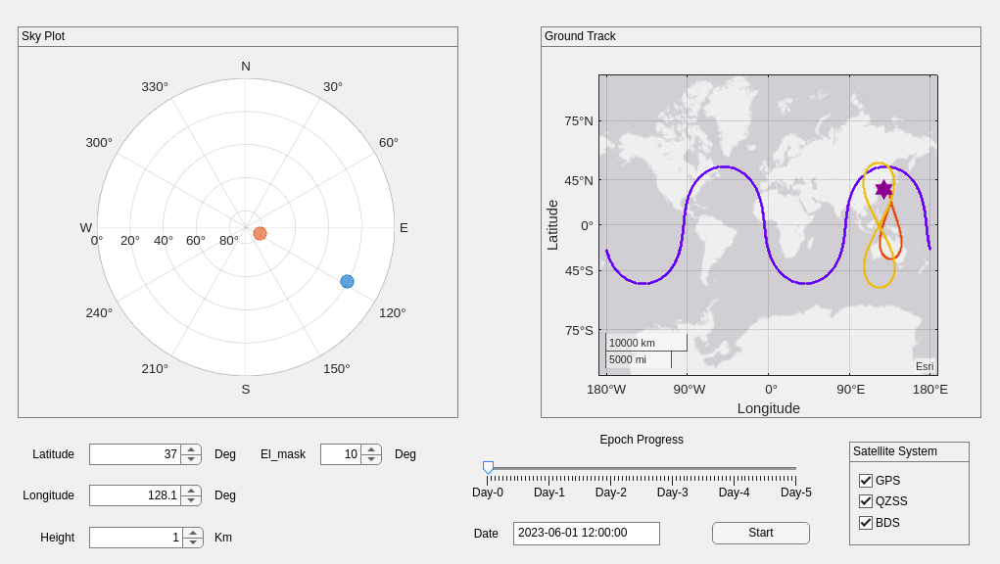 Sky Plot
N
330° 30°
300° 60°
W 0° 20° 40° 60° 80° E
240° 120°
210° 150°
S
Ground Track
75°N
45°N
0°
45°S
75°S
Latitude
10000 km
5000 mi
Esri
180°W 90°W 0° 90°E 180°E
Longitude
Latitude 37 Deg El_mask 10 Deg
Longitude 128.1 Deg
Height 1 Km
Epoch Progress
Day-0 Day-1 Day-2 Day-3 Day-4 Day-5
Date 2023-06-01 12:00:00 Start
Satellite System
GPS
QZSS
BDS